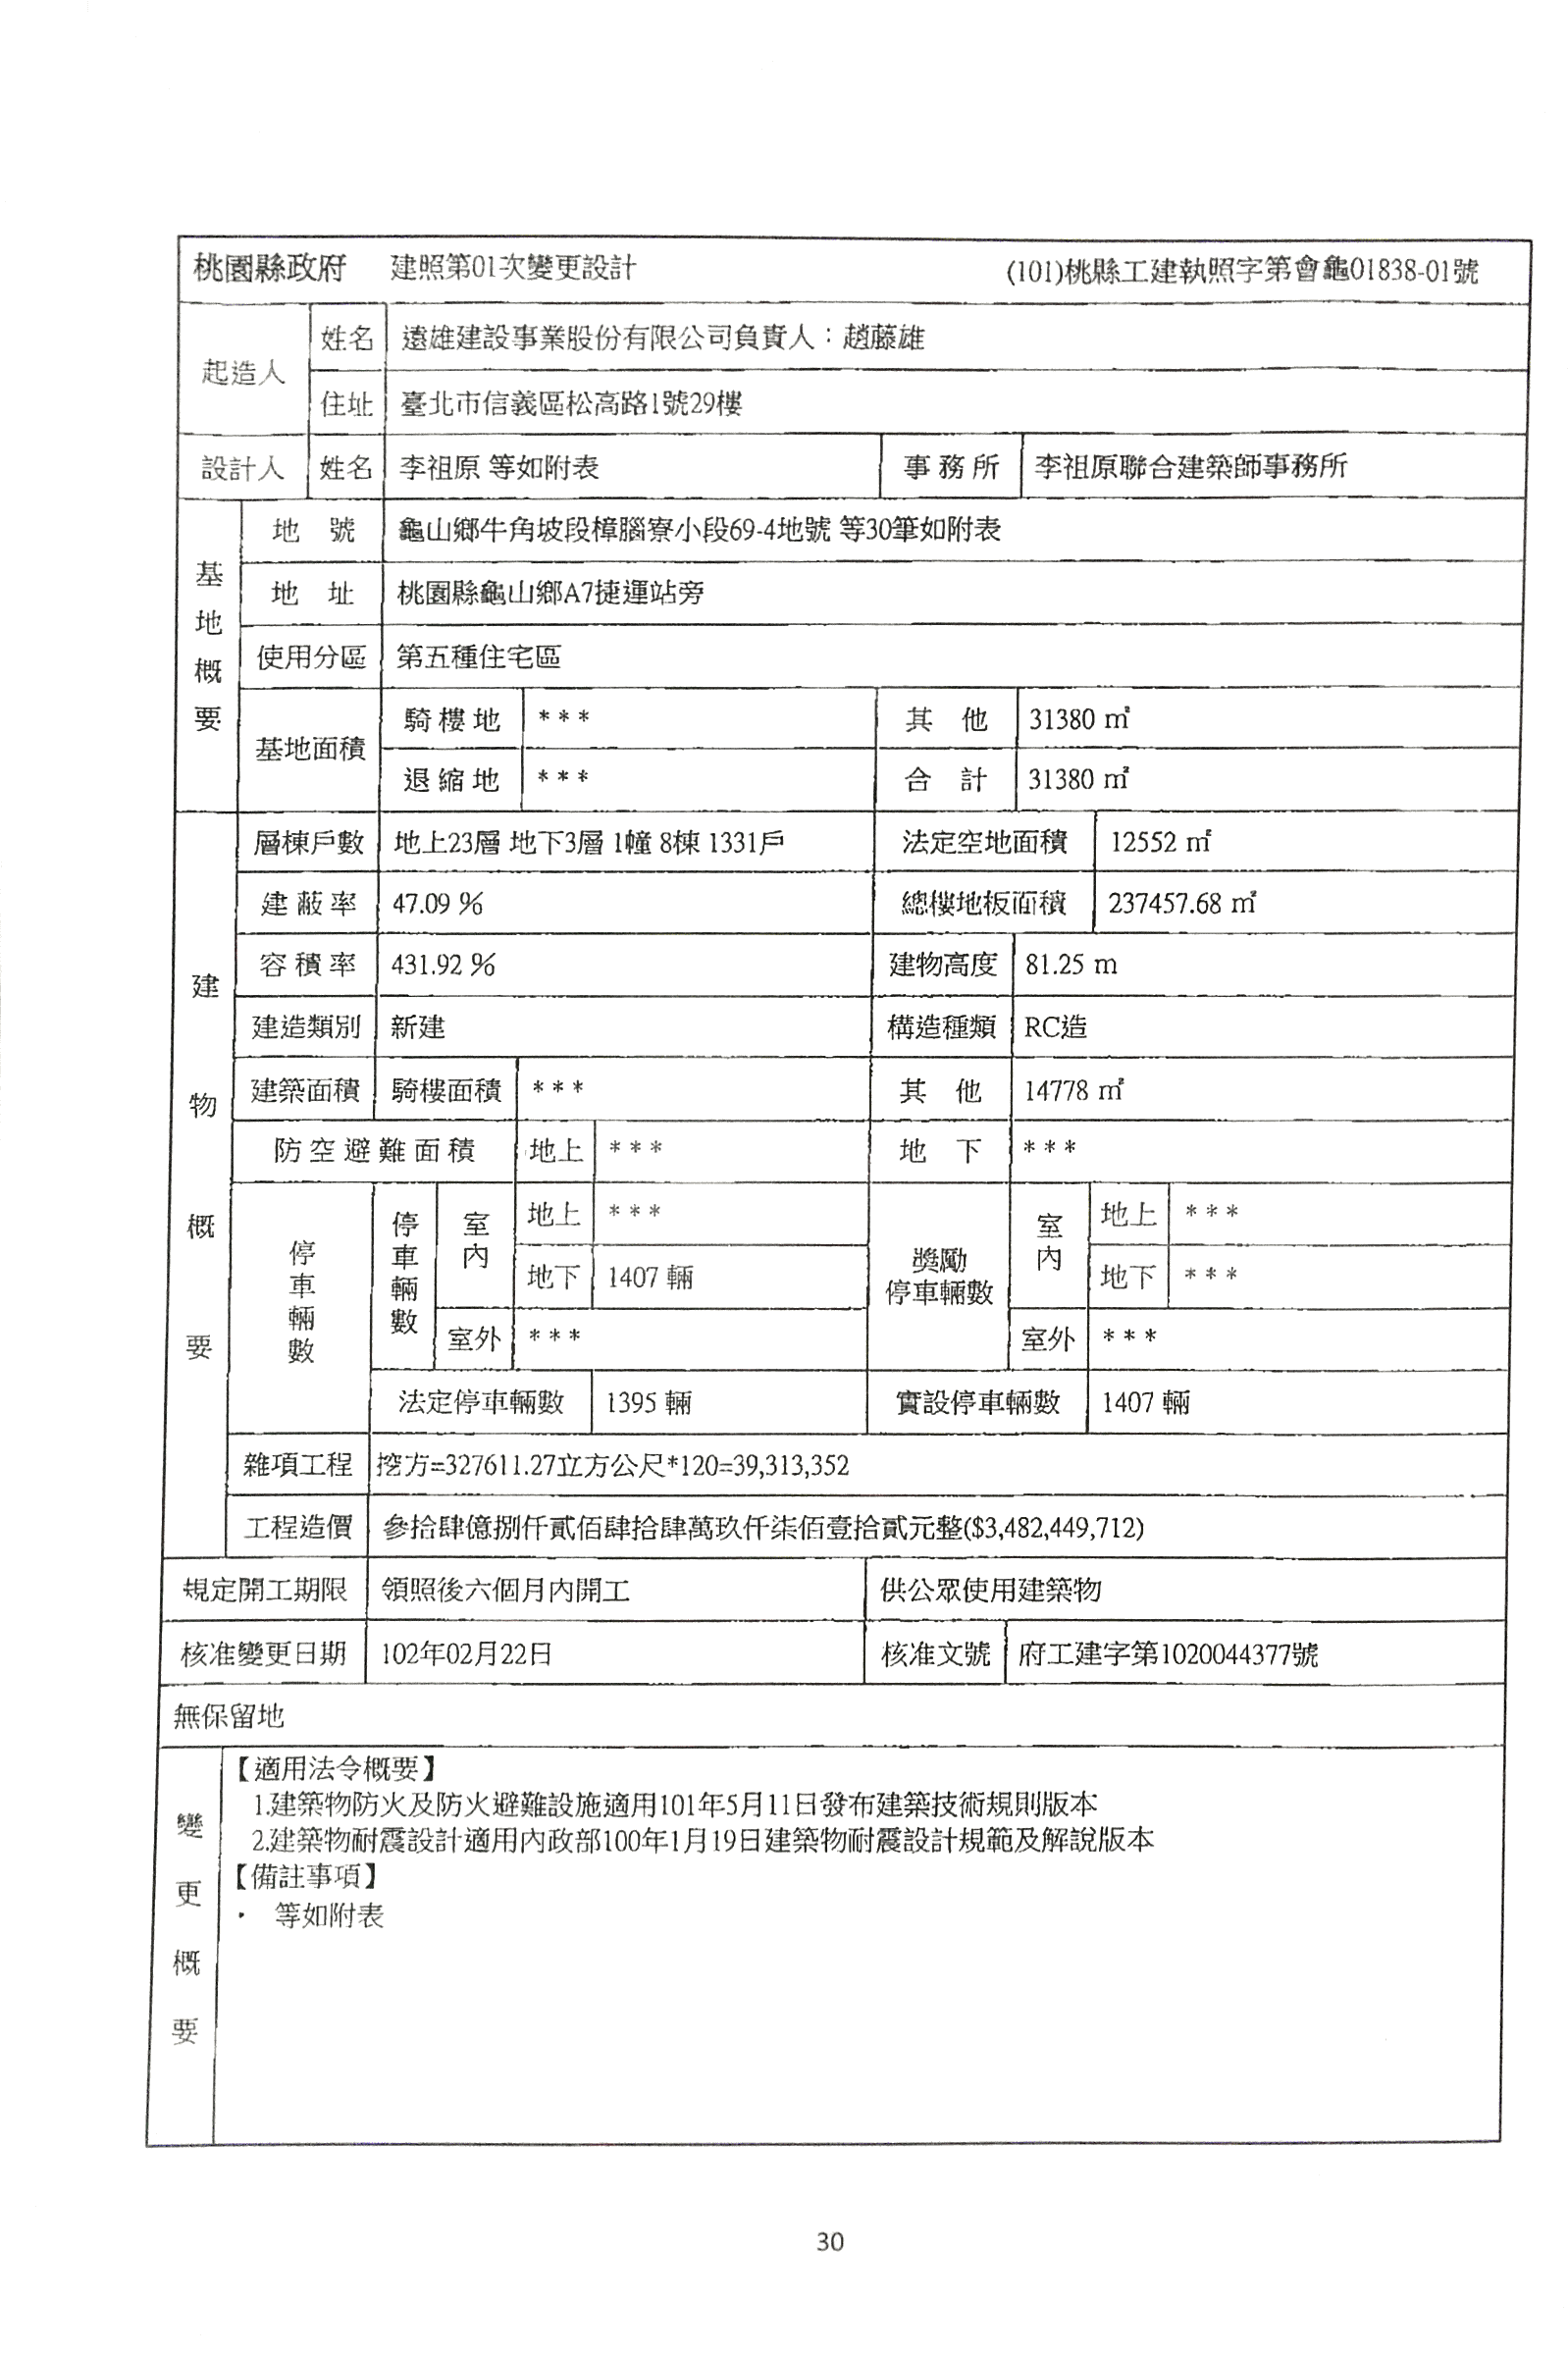 桃園縣政府 建照第01次變更設計 (101)桃縣工建執照字第會龜01838-01號
起造人 姓名 遠雄建設事業股份有限公司負責人：趙藤雄
住址 臺北市信義區松高路1號29樓
設計人 姓名 李祖原 等如附表 事務所 李祖原聯合建築師事務所
基地概要
地號 龜山鄉牛角坡段樟腦寮小段69-4地號 等30筆如附表
地址 桃園縣龜山鄉A7捷運站旁
使用分區 第五種住宅區
基地面積 騎樓地 *** 其他 31380 ㎡
退縮地 *** 合計 31380 ㎡
建物概要
層棟戶數 地上23層 地下3層 1幢 8棟 1331戶 法定空地面積 12552 ㎡
建蔽率 47.09 % 總樓地板面積 237457.68 ㎡
容積率 431.92 % 建物高度 81.25 m
建造類別 新建 構造種類 RC造
建築面積 騎樓面積 *** 其他 14778 ㎡
防空避難面積 地上 *** 地下 ***
停車輛數 停車輛數 室內 地上 *** 獎勵停車輛數 室內 地上 ***
地下 1407 輛 地下 ***
室外 *** 室外 ***
法定停車輛數 1395 輛 實設停車輛數 1407 輛
雜項工程 挖方=327611.27立方公尺*120=39,313,352
工程造價 參拾肆億捌仟貳佰肆拾肆萬玖仟柒佰壹拾貳元整($3,482,449,712)
規定開工期限 領照後六個月內開工 供公眾使用建築物
核准變更日期 102年02月22日 核准文號 府工建字第1020044377號
無保留地
變更概要
【適用法令概要】
1.建築物防火及防火避難設施適用101年5月11日發布建築技術規則版本
2.建築物耐震設計適用內政部100年1月19日建築物耐震設計規範及解說版本
【備註事項】
· 等如附表
30